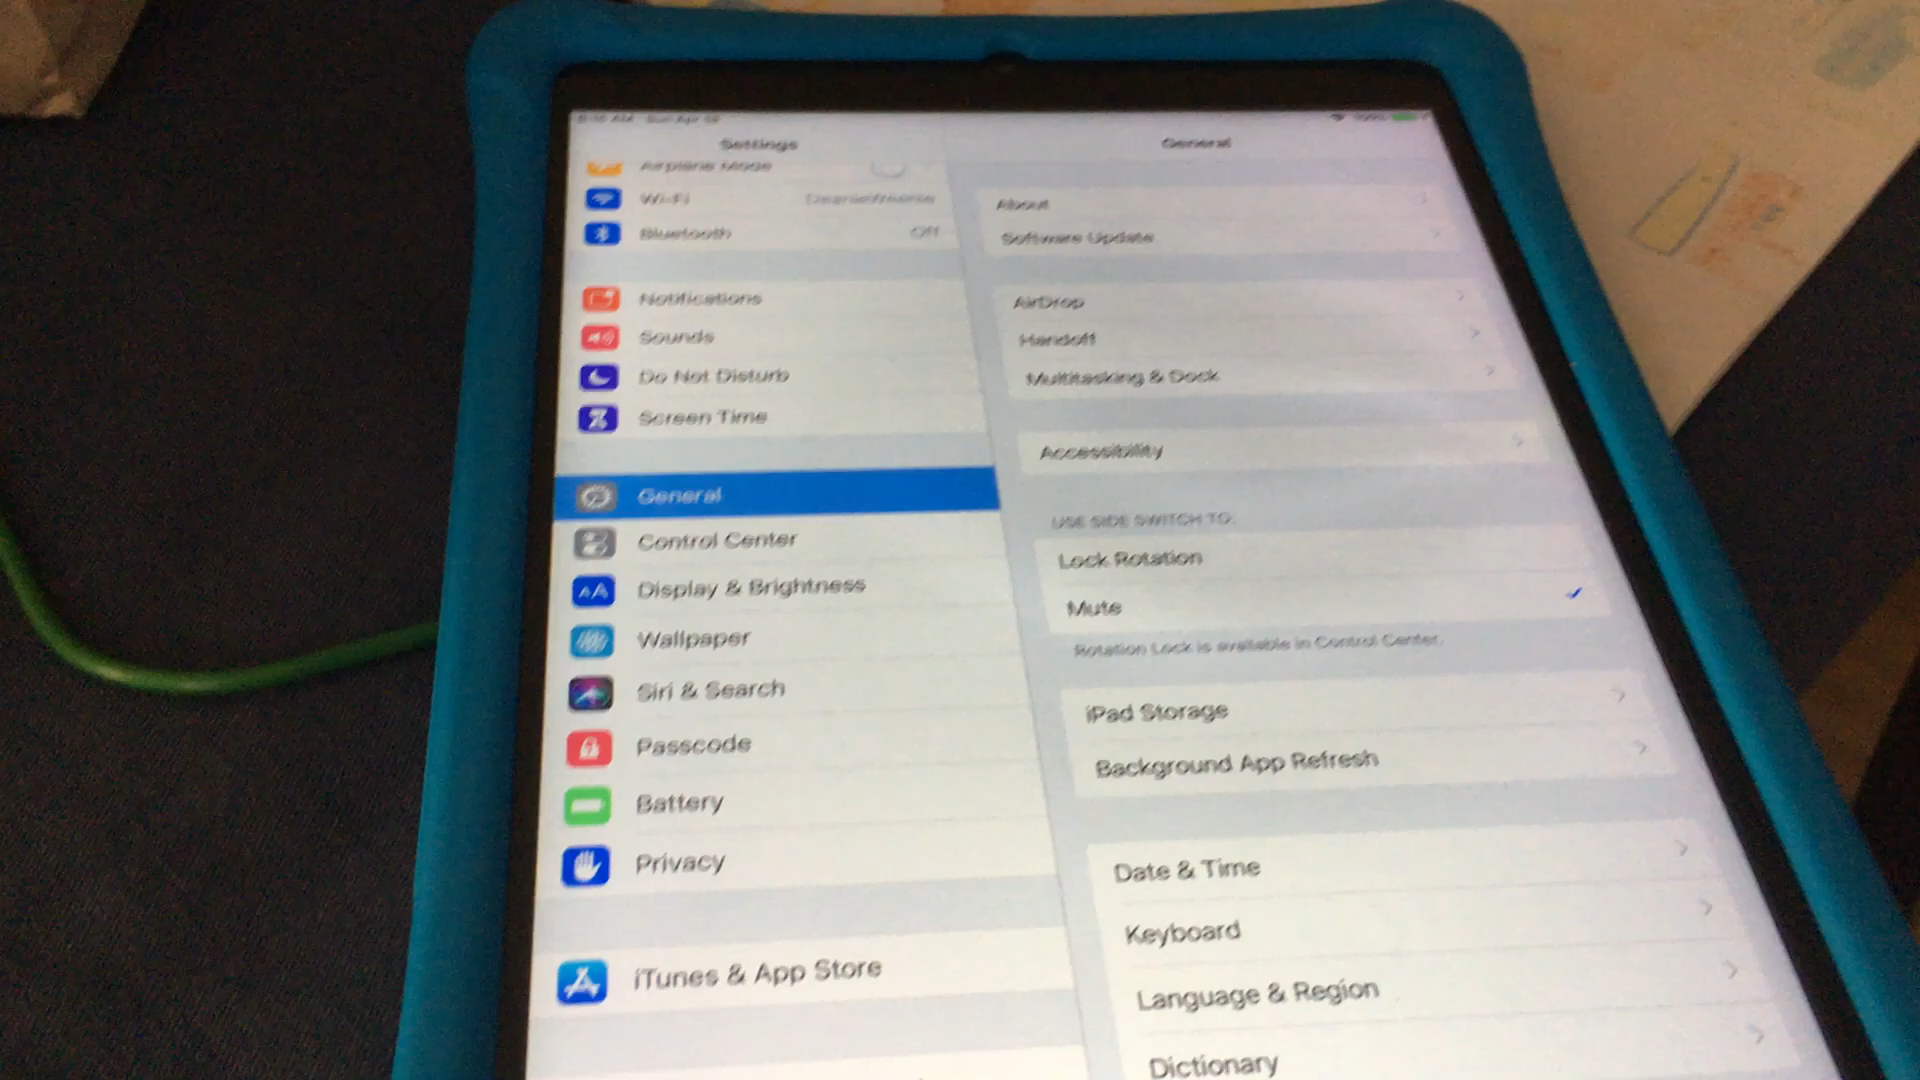 Settings
Airplane Mode
Wi-Fi
Bluetooth Off
Notifications
Sounds
Do Not Disturb
Screen Time
General
Control Center
Display & Brightness
AA
Wallpaper
Siri & Search
Passcode
Battery
Privacy
iTunes & App Store
General
About
Software Update
AirDrop
Handoff
Multitasking & Dock
Accessibility
USE SIDE SWITCH TO:
Lock Rotation
Mute
Rotation Lock is available in Control Center.
iPad Storage
Background App Refresh
Date & Time
Keyboard
Language & Region
Dictionary